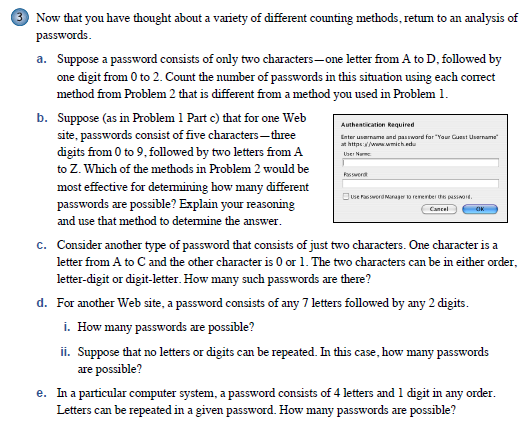 3 Now that you have thought about a variety of different counting methods, return to an analysis of
passwords.
a. Suppose a password consists of only two characters—one letter from A to D, followed by
one digit from 0 to 2. Count the number of passwords in this situation using each correct
method from Problem 2 that is different from a method you used in Problem 1.
b. Suppose (as in Problem 1 Part c) that for one Web
site, passwords consist of five characters—three
digits from 0 to 9, followed by two letters from A
to Z. Which of the methods in Problem 2 would be
most effective for determining how many different
passwords are possible? Explain your reasoning
and use that method to determine the answer.
Authentication Required
Enter username and password for "Your Guest Username"
at https://www.wmich.edu
User Name:
Password:
Use Password Manager to remember this password.
Cancel OK
c. Consider another type of password that consists of just two characters. One character is a
letter from A to C and the other character is 0 or 1. The two characters can be in either order,
letter-digit or digit-letter. How many such passwords are there?
d. For another Web site, a password consists of any 7 letters followed by any 2 digits.
i. How many passwords are possible?
ii. Suppose that no letters or digits can be repeated. In this case, how many passwords
are possible?
e. In a particular computer system, a password consists of 4 letters and 1 digit in any order.
Letters can be repeated in a given password. How many passwords are possible?